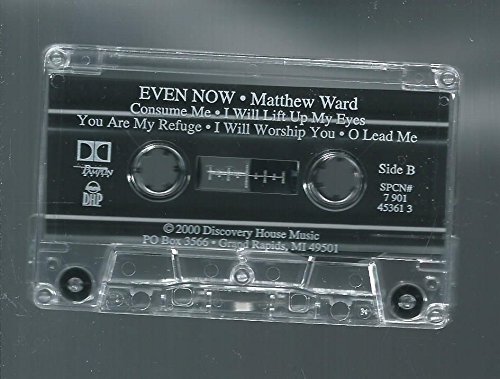 EVEN NOW • Matthew Ward
Consume Me • I Will Lift Up My Eyes
You Are My Refuge • I Will Worship You • O Lead Me
Side B
SPCN#
7 901
45361 3
DHP
© 2000 Discovery House Music
PO Box 3566 • Grand Rapids, MI 49501